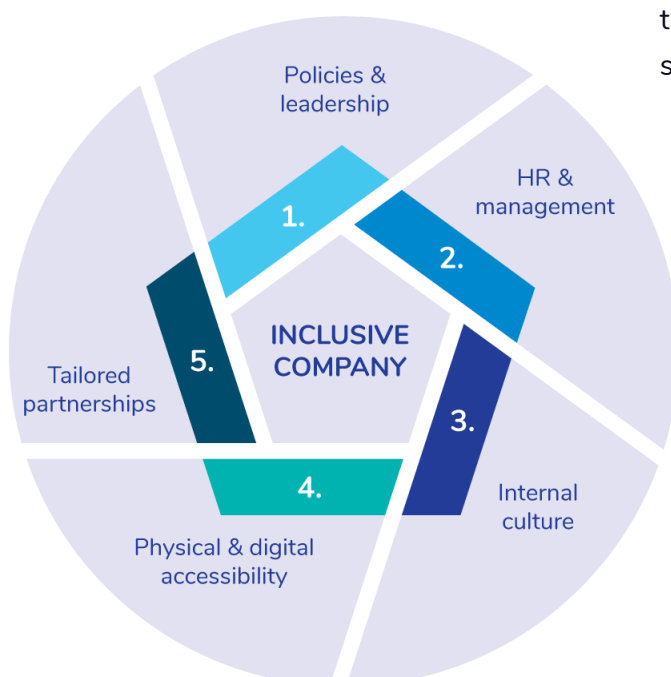 t
s
Policies &
leadership
1.
HR &
management
2.
INCLUSIVE
COMPANY
3.
Internal
culture
4.
Physical & digital
accessibility
5.
Tailored
partnerships